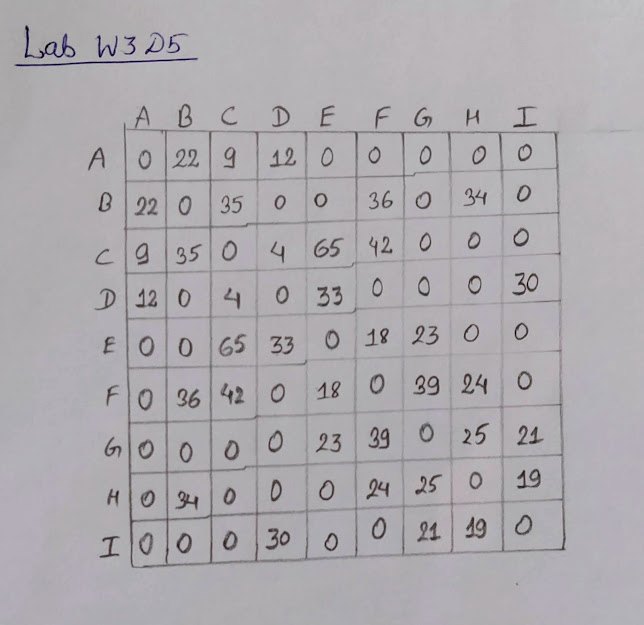 Lab W3D5
A B C D E F G H I
A 0 22 9 12 0 0 0 0 0
B 22 0 35 0 0 36 0 34 0
C 9 35 0 4 65 42 0 0 0
D 12 0 4 0 33 0 0 0 30
E 0 0 65 33 0 18 23 0 0
F 0 36 42 0 18 0 39 24 0
G 0 0 0 0 23 39 0 25 21
H 0 34 0 0 0 24 25 0 19
I 0 0 0 30 0 0 21 19 0